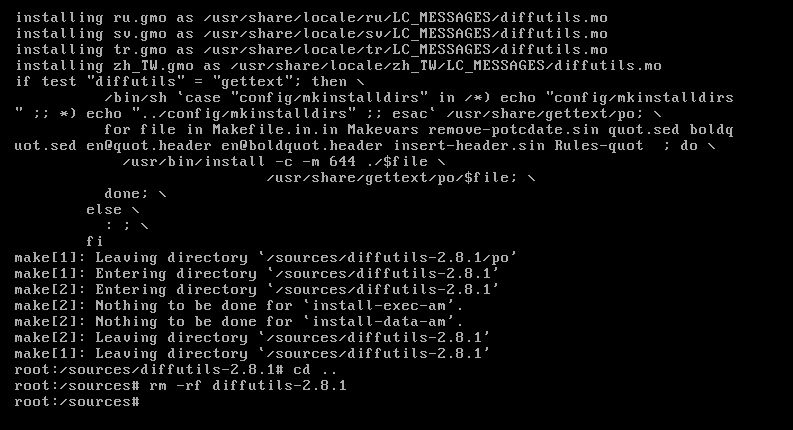 installing ru.gmo as /usr/share/locale/ru/LC_MESSAGES/diffutils.mo
installing sv.gmo as /usr/share/locale/sv/LC_MESSAGES/diffutils.mo
installing tr.gmo as /usr/share/locale/tr/LC_MESSAGES/diffutils.mo
installing zh_TW.gmo as /usr/share/locale/zh_TW/LC_MESSAGES/diffutils.mo
if test "diffutils" = "gettext"; then \
/bin/sh `case "config/mkinstalldirs" in /*) echo "config/mkinstalldirs
" ;; *) echo "../config/mkinstalldirs" ;; esac` /usr/share/gettext/po; \
for file in Makefile.in.in Makevars remove-potcdate.sin quot.sed boldq
uot.sed en@quot.header en@boldquot.header insert-header.sin Rules-quot  ; do \
/usr/bin/install -c -m 644 ./$file \
/usr/share/gettext/po/$file; \
done; \
else \
: ; \
fi
make[1]: Leaving directory `/sources/diffutils-2.8.1/po'
make[1]: Entering directory `/sources/diffutils-2.8.1'
make[2]: Entering directory `/sources/diffutils-2.8.1'
make[2]: Nothing to be done for `install-exec-am'.
make[2]: Nothing to be done for `install-data-am'.
make[2]: Leaving directory `/sources/diffutils-2.8.1'
make[1]: Leaving directory `/sources/diffutils-2.8.1'
root:/sources/diffutils-2.8.1# cd ..
root:/sources# rm -rf diffutils-2.8.1
root:/sources#